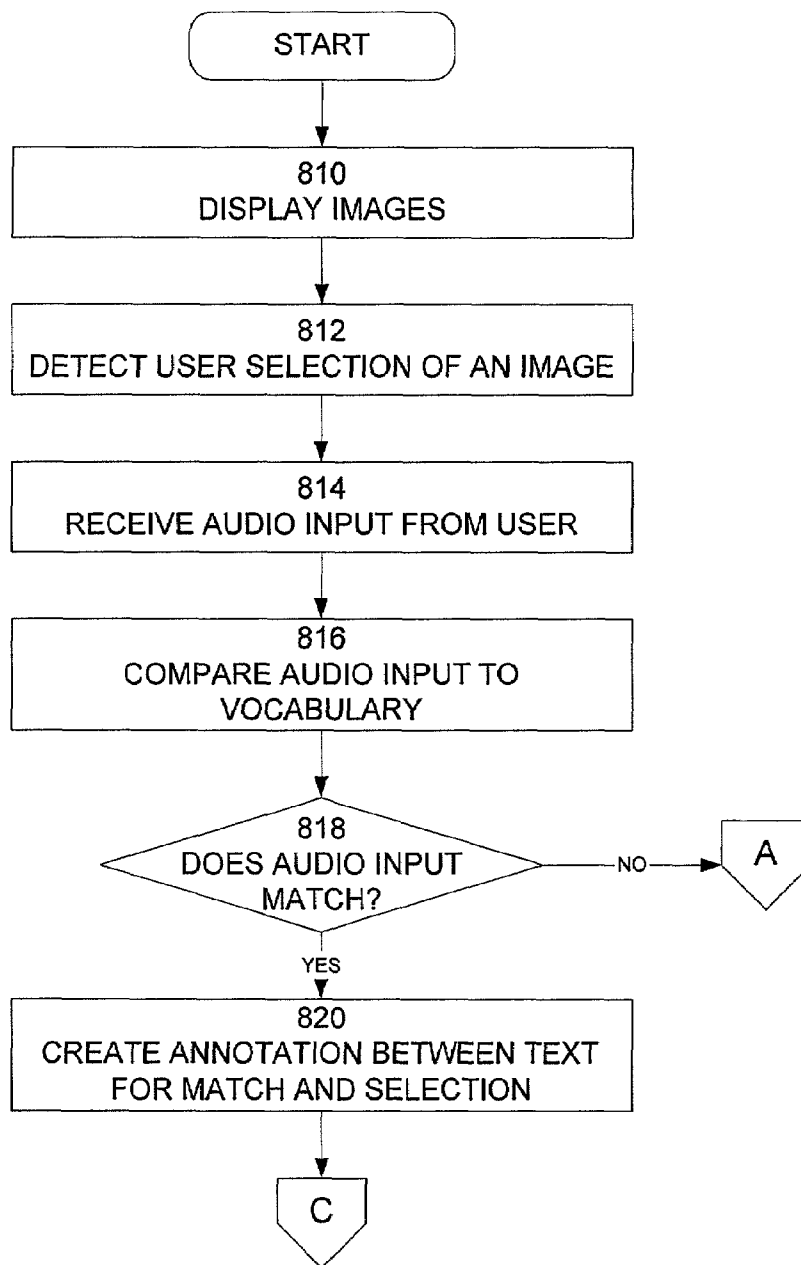 START
810
DISPLAY IMAGES
812
DETECT USER SELECTION OF AN IMAGE
814
RECEIVE AUDIO INPUT FROM USER
816
COMPARE AUDIO INPUT TO
VOCABULARY
818
DOES AUDIO INPUT
MATCH?
NO
A
YES
820
CREATE ANNOTATION BETWEEN TEXT
FOR MATCH AND SELECTION
C